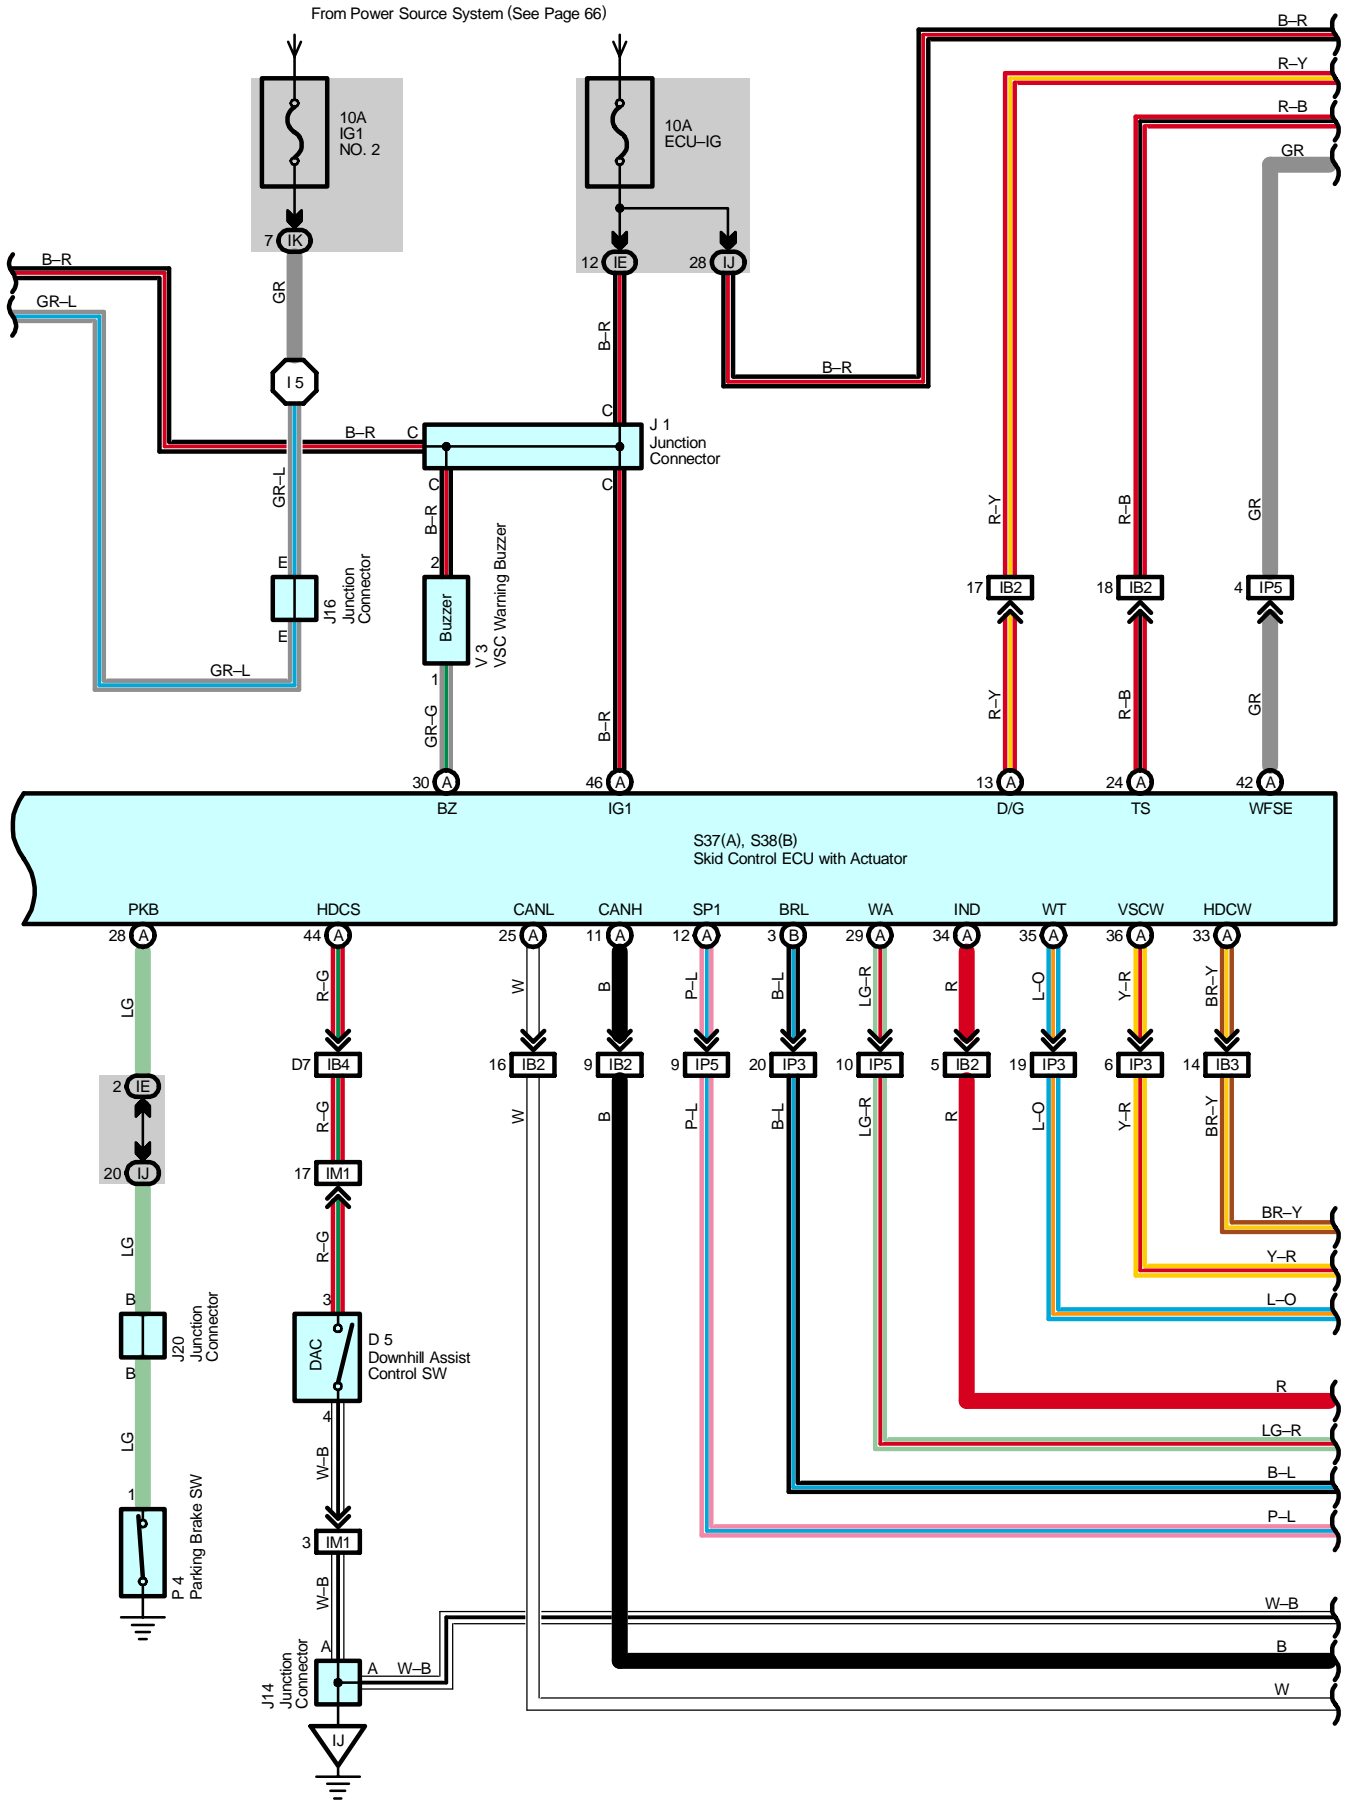 From Power Source System (See Page 66)
B–R
R–Y
R–B
GR
10A
IG1
NO. 2
10A
ECU–IG
7 IK
12 IE
28 IJ
B–R
GR–L
GR
B–R
B–R
I 5
C
J 1
Junction
Connector
B–R C
C
C
GR–L
B–R
R–Y
R–B
GR
E
2
J16
Junction
Connector
Buzzer
V 3
VSC Warning Buzzer
17 IB2
18 IB2
4 IP5
E
GR–L
1
GR–G
B–R
R–Y
R–B
GR
30 A
46 A
13 A
24 A
42 A
BZ
IG1
D/G
TS
WFSE
S37(A), S38(B)
Skid Control ECU with Actuator
PKB
HDCS
CANL
CANH
SP1
BRL
WA
IND
WT
VSCW
HDCW
28 A
44 A
25 A
11 A
12 A
3 B
29 A
34 A
35 A
36 A
33 A
LG
R–G
W
B
P–L
B–L
LG–R
R
L–O
Y–R
BR–Y
D7 IB4
16 IB2
9 IB2
9 IP5
20 IP3
10 IP5
5 IB2
19 IP3
6 IP3
14 IB3
2 IE
R–G
W
B
P–L
B–L
LG–R
R
L–O
Y–R
BR–Y
20 IJ
17 IM1
LG
R–G
BR–Y
Y–R
L–O
B
3
J20
Junction
Connector
DAC
D 5
Downhill Assist
Control SW
B
R
4
LG
W–B
LG–R
B–L
P–L
1
P 4
Parking Brake SW
3 IM1
W–B
W–B
A
J14
Junction
Connector
A W–B
B
W
IJ